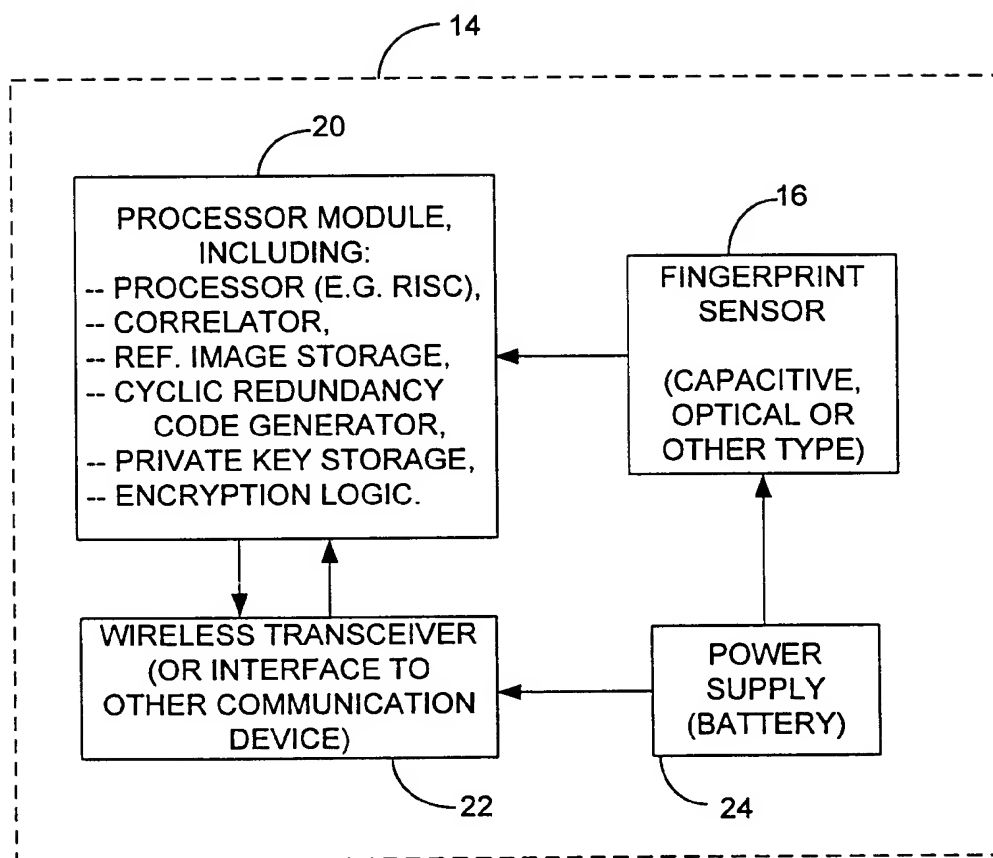 14
20
PROCESSOR MODULE,
INCLUDING:
-- PROCESSOR (E.G. RISC),
-- CORRELATOR,
-- REF. IMAGE STORAGE,
-- CYCLIC REDUNDANCY
CODE GENERATOR,
-- PRIVATE KEY STORAGE,
-- ENCRYPTION LOGIC.
16
FINGERPRINT
SENSOR
(CAPACITIVE,
OPTICAL OR
OTHER TYPE)
WIRELESS TRANSCEIVER
(OR INTERFACE TO
OTHER COMMUNICATION
DEVICE)
22
POWER
SUPPLY
(BATTERY)
24